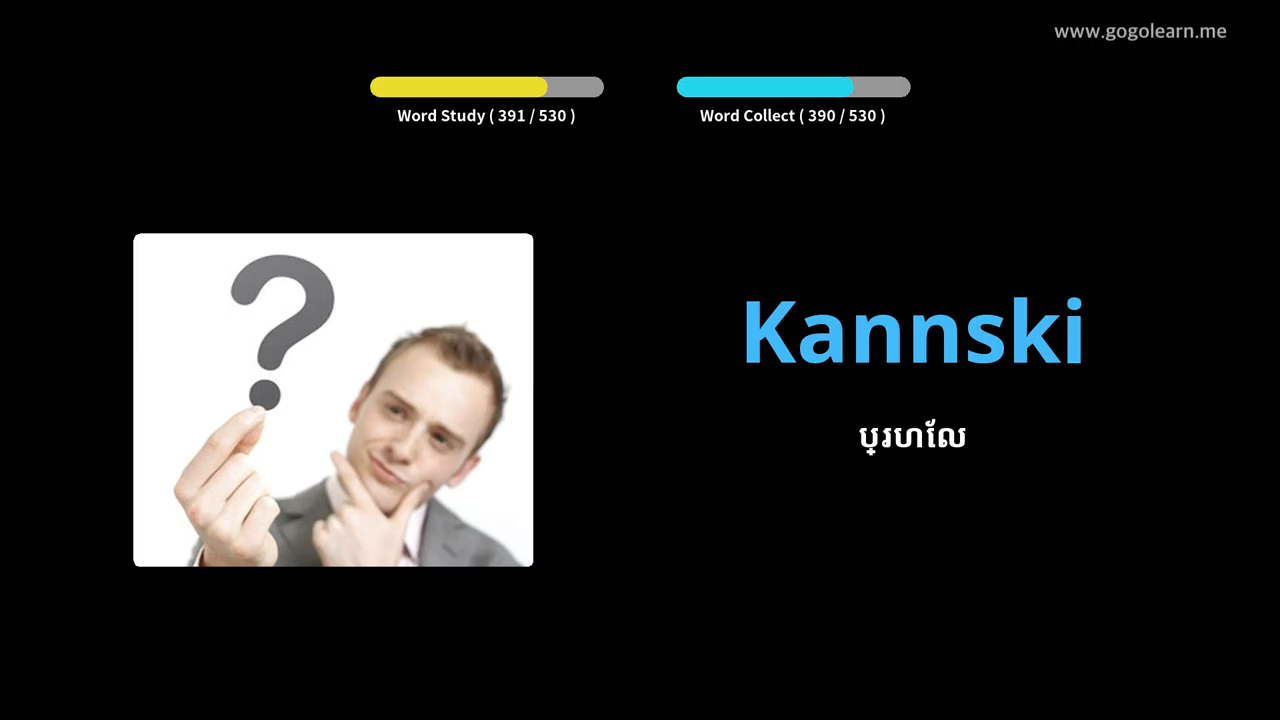 www.gogolearn.me
Word Study ( 391 / 530 )
Word Collect ( 390 / 530 )
Kannski
ប្រហលែ